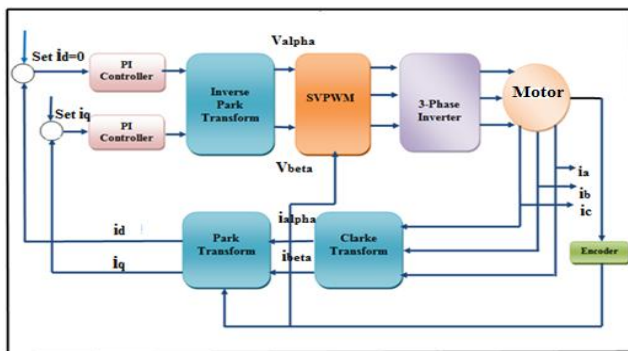 Set id=0
PI
Controller
Set iq
PI
Controller
Inverse
Park
Transform
Valpha
Vbeta
SVPWM
3-Phase
Inverter
Motor
ia
ib
ic
Encoder
id
iq
Park
Transform
ialpha
ibeta
Clarke
Transform